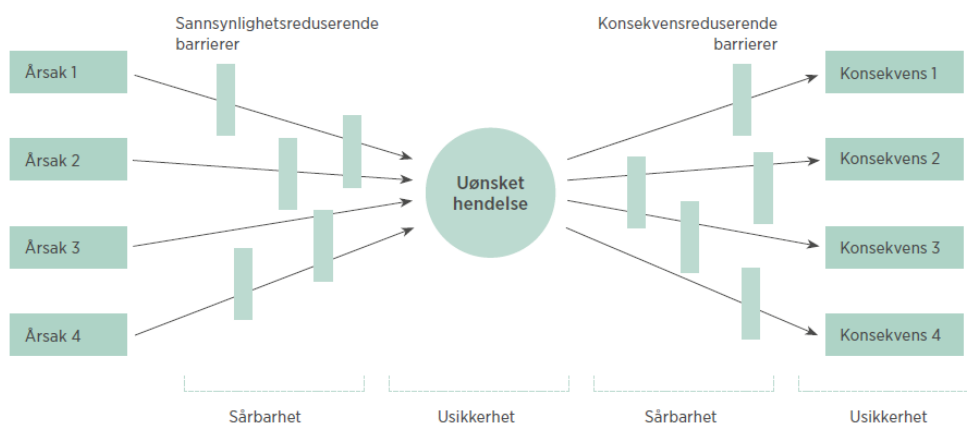 Sannsynlighetsreduserende
barrierer
Konsekvensreduserende
barrierer
Årsak 1
Årsak 2
Årsak 3
Årsak 4
Uønsket
hendelse
Konsekvens 1
Konsekvens 2
Konsekvens 3
Konsekvens 4
Sårbarhet
Usikkerhet
Sårbarhet
Usikkerhet